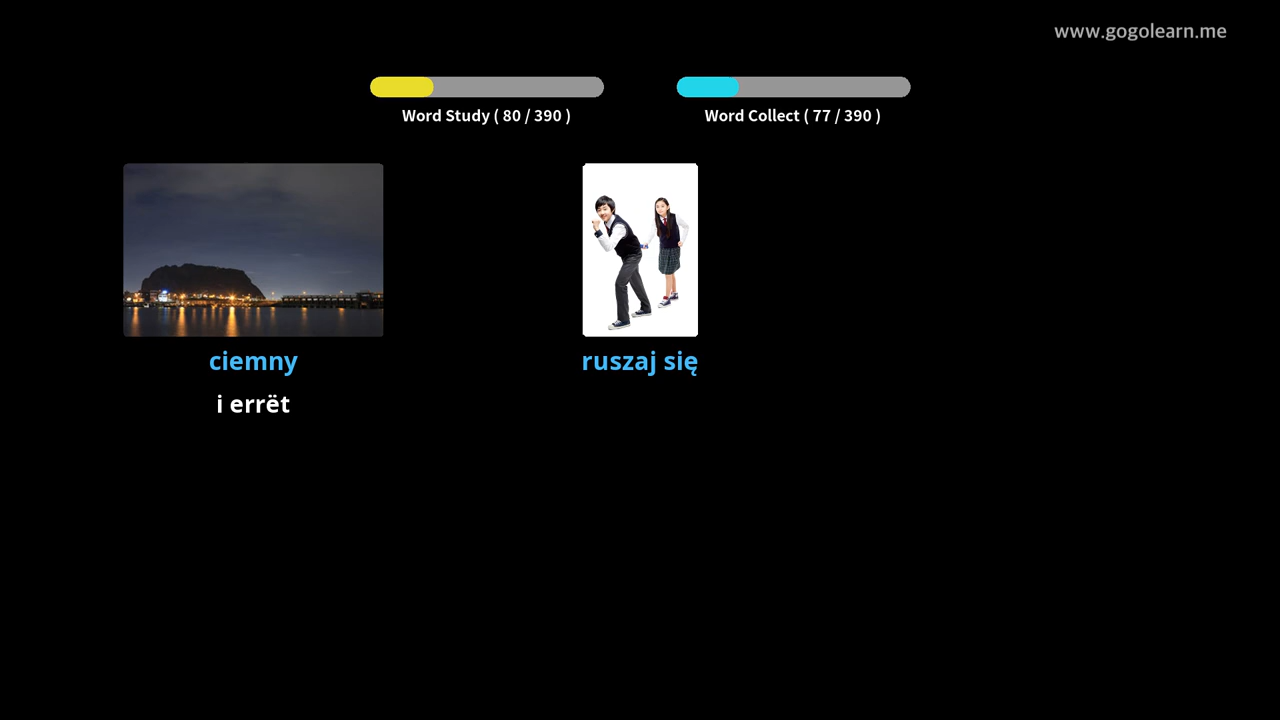 www.gogolearn.me
Word Study ( 80 / 390 )
Word Collect ( 77 / 390 )
ciemny
ruszaj się
i errët